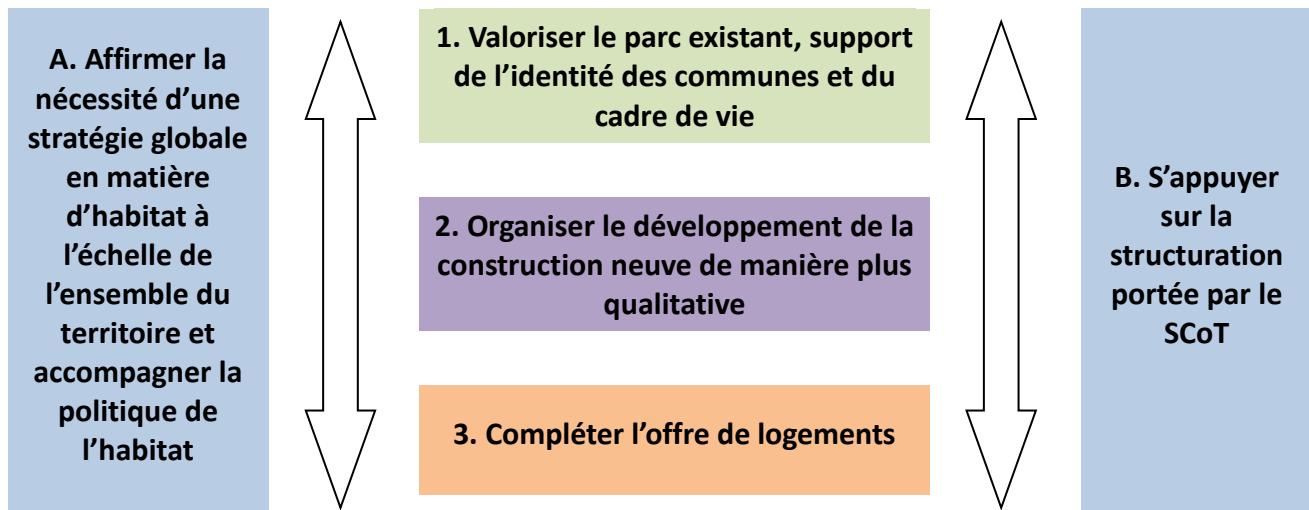 A. Affirmer la
nécessité d’une
stratégie globale
en matière
d’habitat à
l’échelle de
l’ensemble du
territoire et
accompagner la
politique de
l’habitat
1. Valoriser le parc existant, support
de l’identité des communes et du
cadre de vie
2. Organiser le développement de la
construction neuve de manière plus
qualitative
3. Compléter l’offre de logements
B. S’appuyer
sur la
structuration
portée par le
SCoT